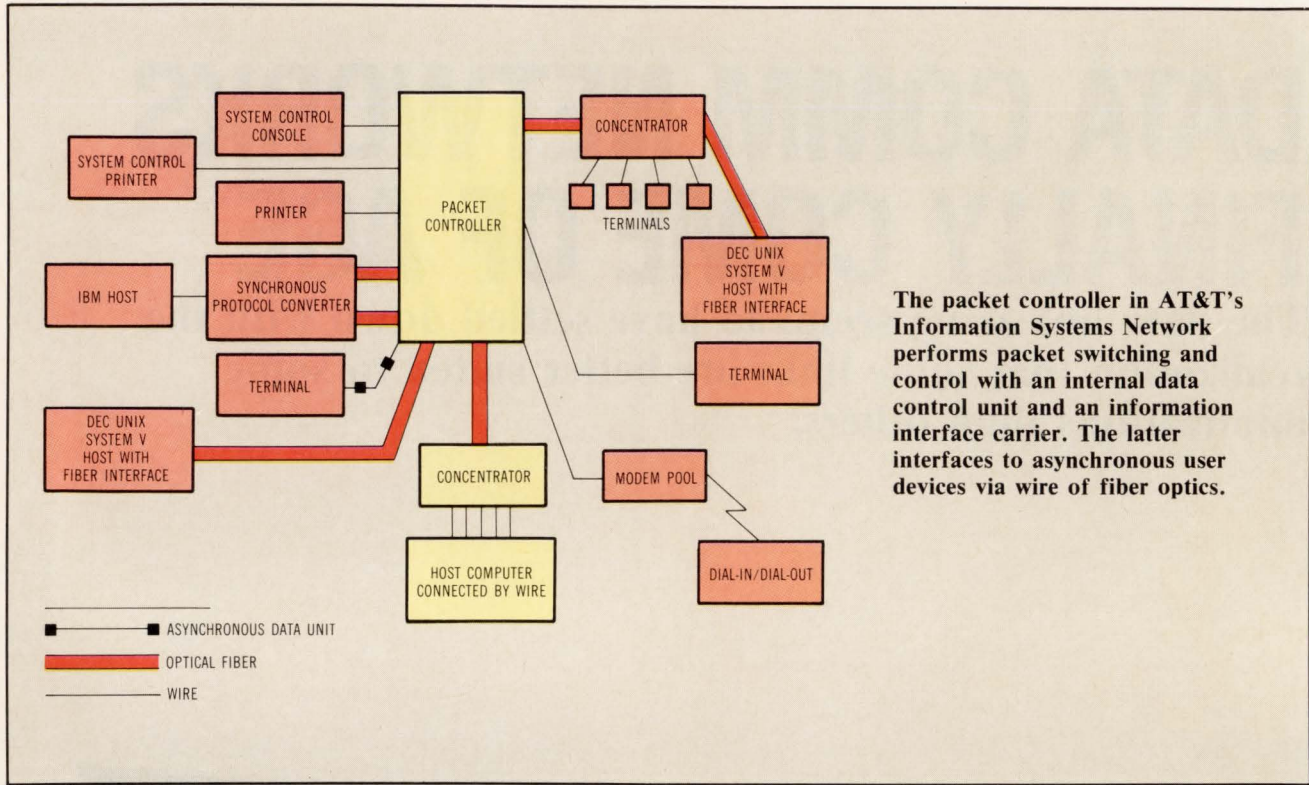 SYSTEM CONTROL
CONSOLE
SYSTEM CONTROL
PRINTER
PRINTER
IBM HOST
SYNCHRONOUS
PROTOCOL CONVERTER
TERMINAL
DEC UNIX
SYSTEM V
HOST WITH
FIBER INTERFACE
PACKET
CONTROLLER
CONCENTRATOR
TERMINALS
DEC UNIX
SYSTEM V
HOST WITH
FIBER INTERFACE
TERMINAL
CONCENTRATOR
HOST COMPUTER
CONNECTED BY WIRE
MODEM POOL
DIAL-IN/DIAL-OUT
ASYNCHRONOUS DATA UNIT
OPTICAL FIBER
WIRE
The packet controller in AT&T's
Information Systems Network
performs packet switching and
control with an internal data
control unit and an information
interface carrier. The latter
interfaces to asynchronous user
devices via wire of fiber optics.